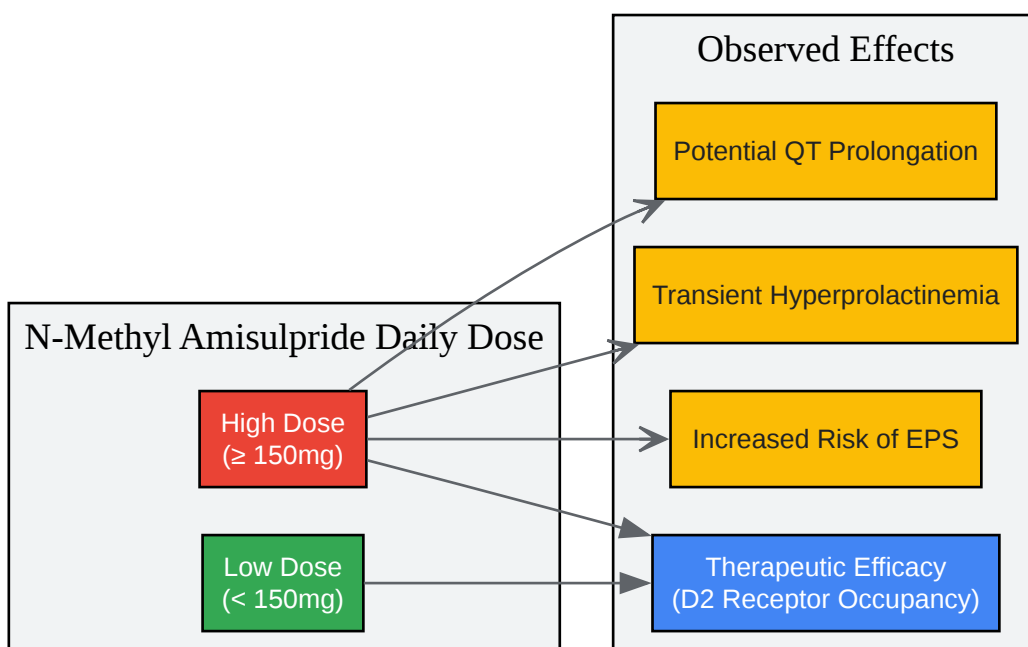 Observed Effects
Potential QT Prolongation
Transient Hyperprolactinemia
N-Methyl Amisulpride Daily Dose
High Dose
(≥ 150mg)
Increased Risk of EPS
Low Dose
(< 150mg)
Therapeutic Efficacy
(D2 Receptor Occupancy)